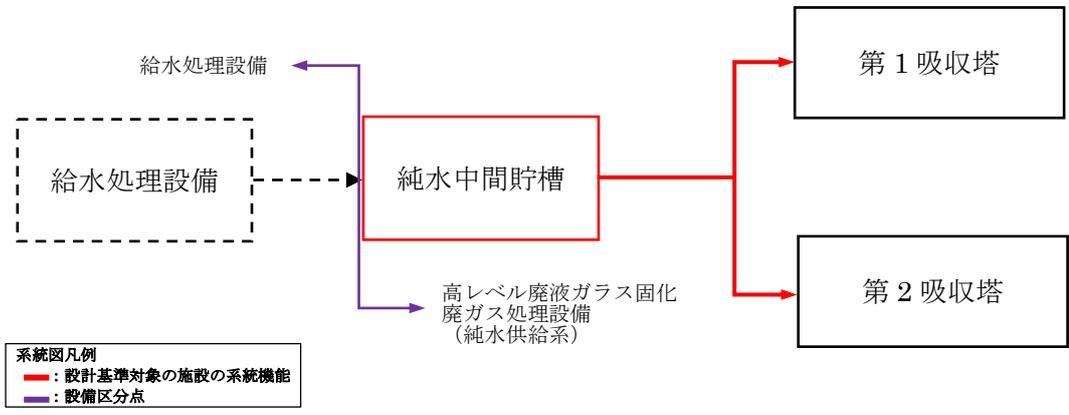 給水処理設備
給水処理設備
純水中間貯槽
第1吸収塔
第2吸収塔
高レベル廃液ガラス固化
廃ガス処理設備
（純水供給系）
系統図凡例
：設計基準対象の施設の系統機能
：設備区分点